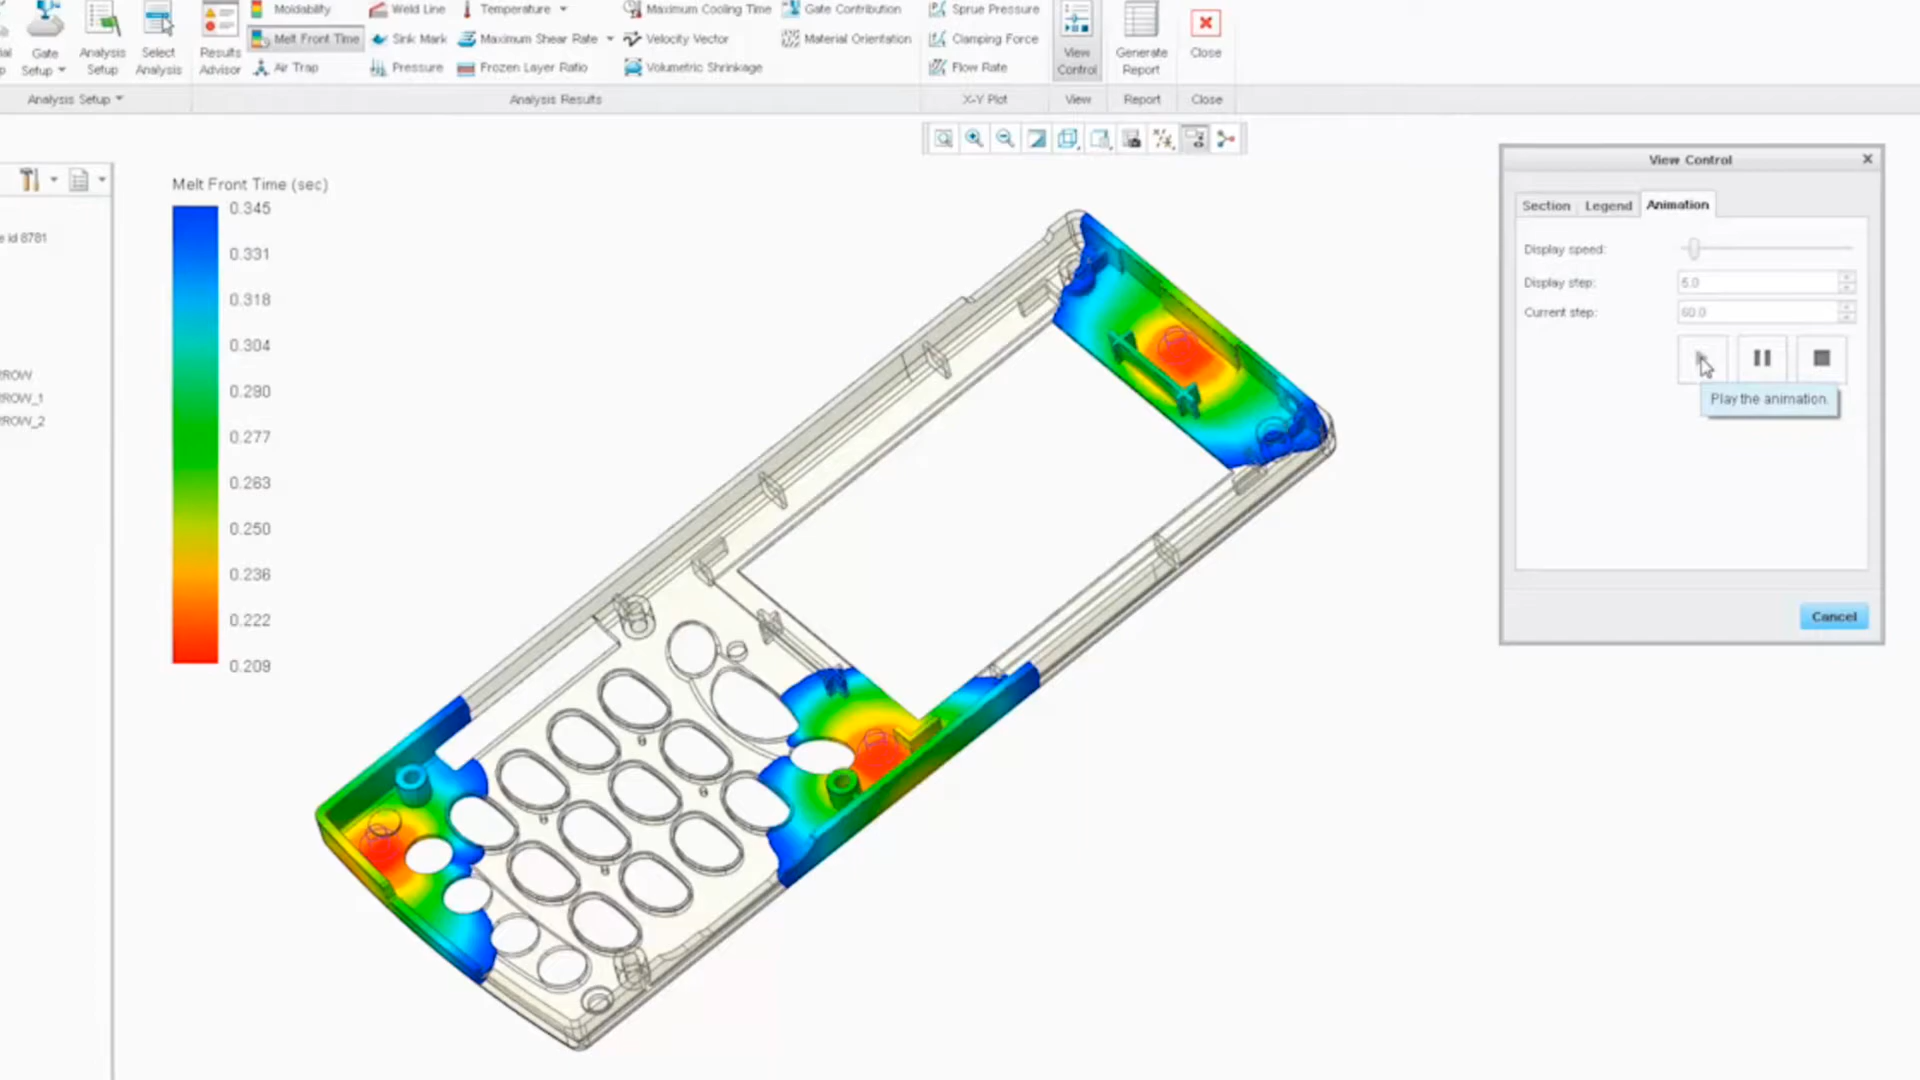 Moldability
Weld Line
Temperature
Maximum Cooling Time
Gate Contribution
Sprue Pressure
Gate
Setup
Analysis
Setup
Select
Analysis
Results
Advisor
Melt Front Time
Sink Mark
Maximum Shear Rate
Velocity Vector
Material Orientation
Clamping Force
View
Control
Generate
Report
Close
Air Trap
Pressure
Frozen Layer Ratio
Volumetric Shrinkage
Flow Rate
Analysis Setup
Analysis Results
X-Y Plot
View
Report
Close
View Control
Melt Front Time (sec)
0.345
0.331
0.318
0.304
0.290
0.277
0.263
0.250
0.236
0.222
0.209
e id 8781
RROW
RROW_1
RROW_2
Section
Legend
Animation
Display speed:
Display step:
5.0
Current step:
60.0
Play the animation.
Cancel